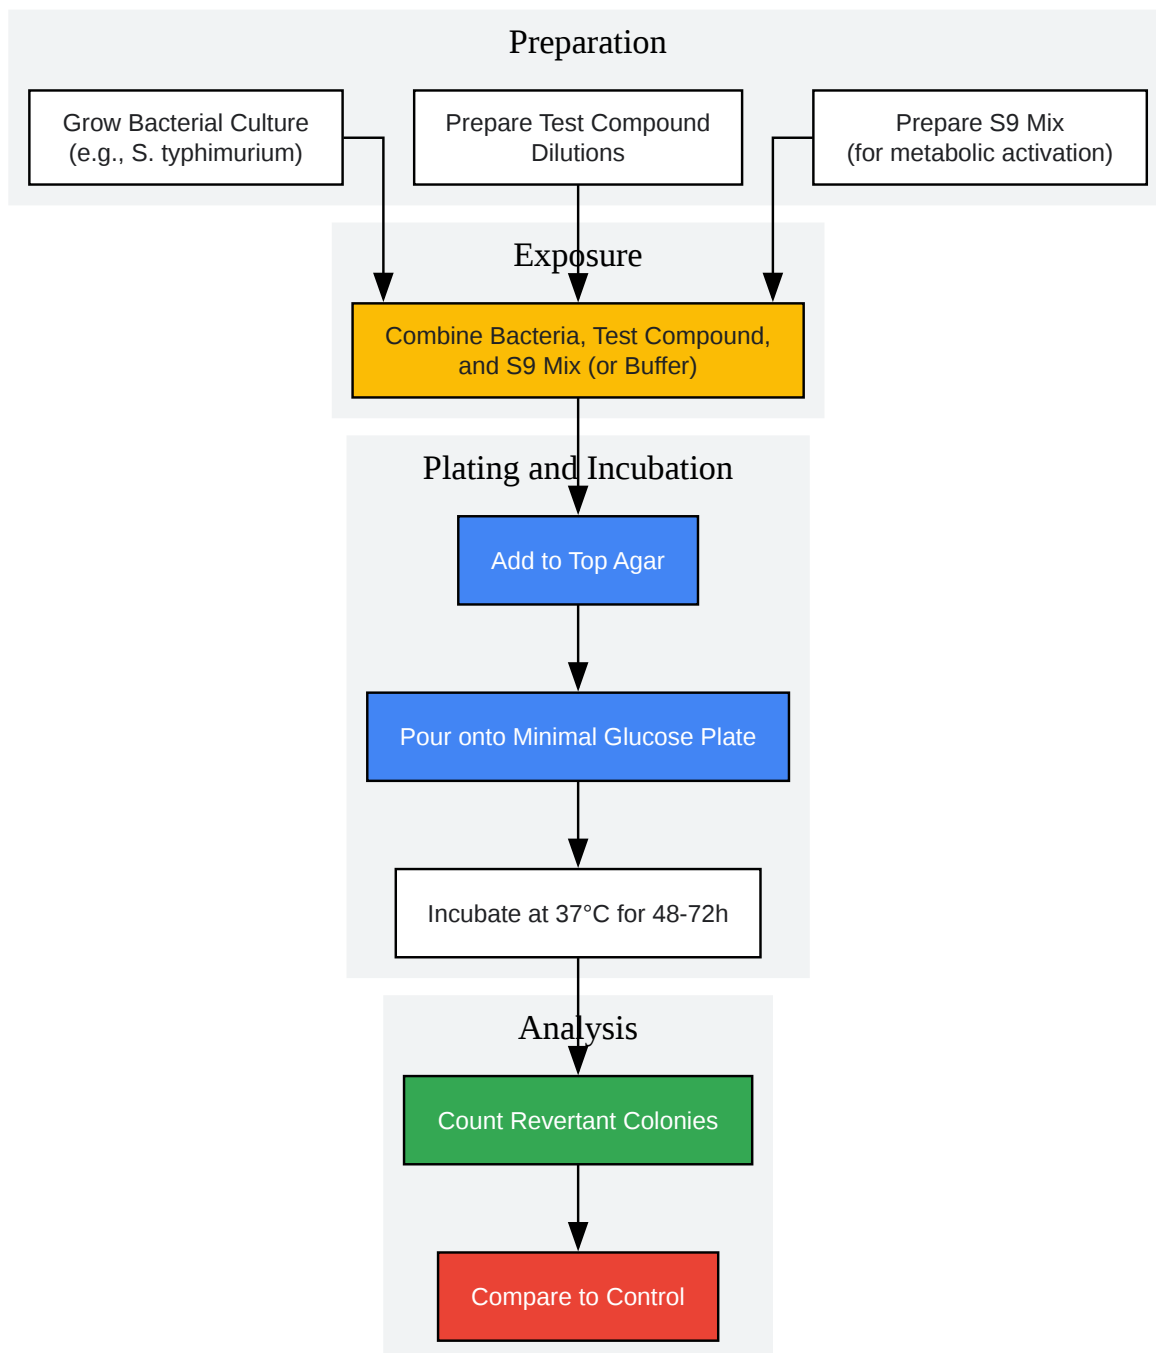 Preparation
Grow Bacterial Culture
(e.g., S. typhimurium)
Prepare Test Compound
Dilutions
Prepare S9 Mix
(for metabolic activation)
Exposure
Combine Bacteria, Test Compound,
and S9 Mix (or Buffer)
Plating and Incubation
Add to Top Agar
Pour onto Minimal Glucose Plate
Incubate at 37°C for 48-72h
Analysis
Count Revertant Colonies
Compare to Control